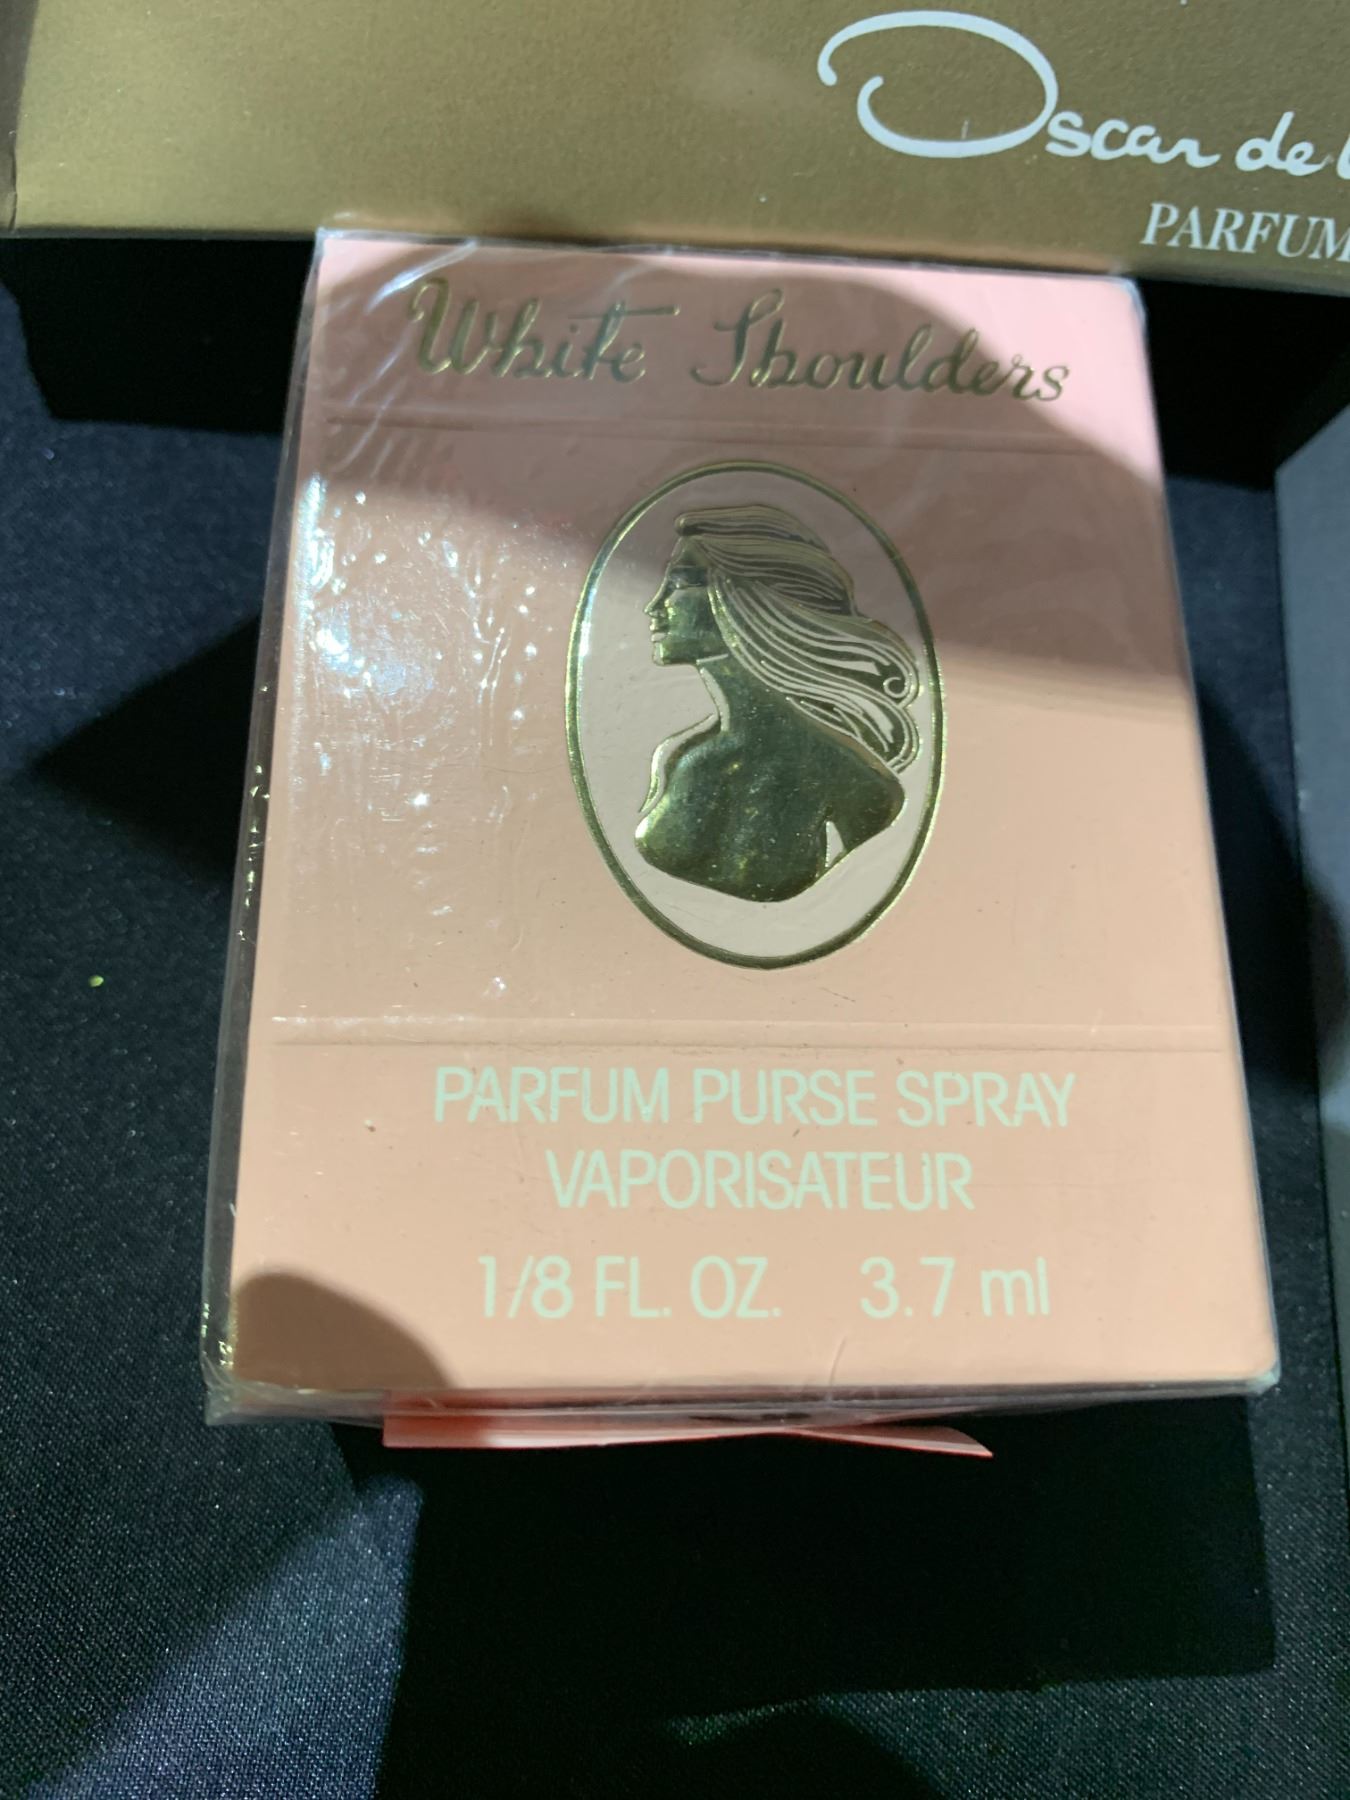 Oscar de
PARFUM
White Shoulders
PARFUM PURSE SPRAY
VAPORISATEUR
1/8 FL. OZ. 3.7 ml